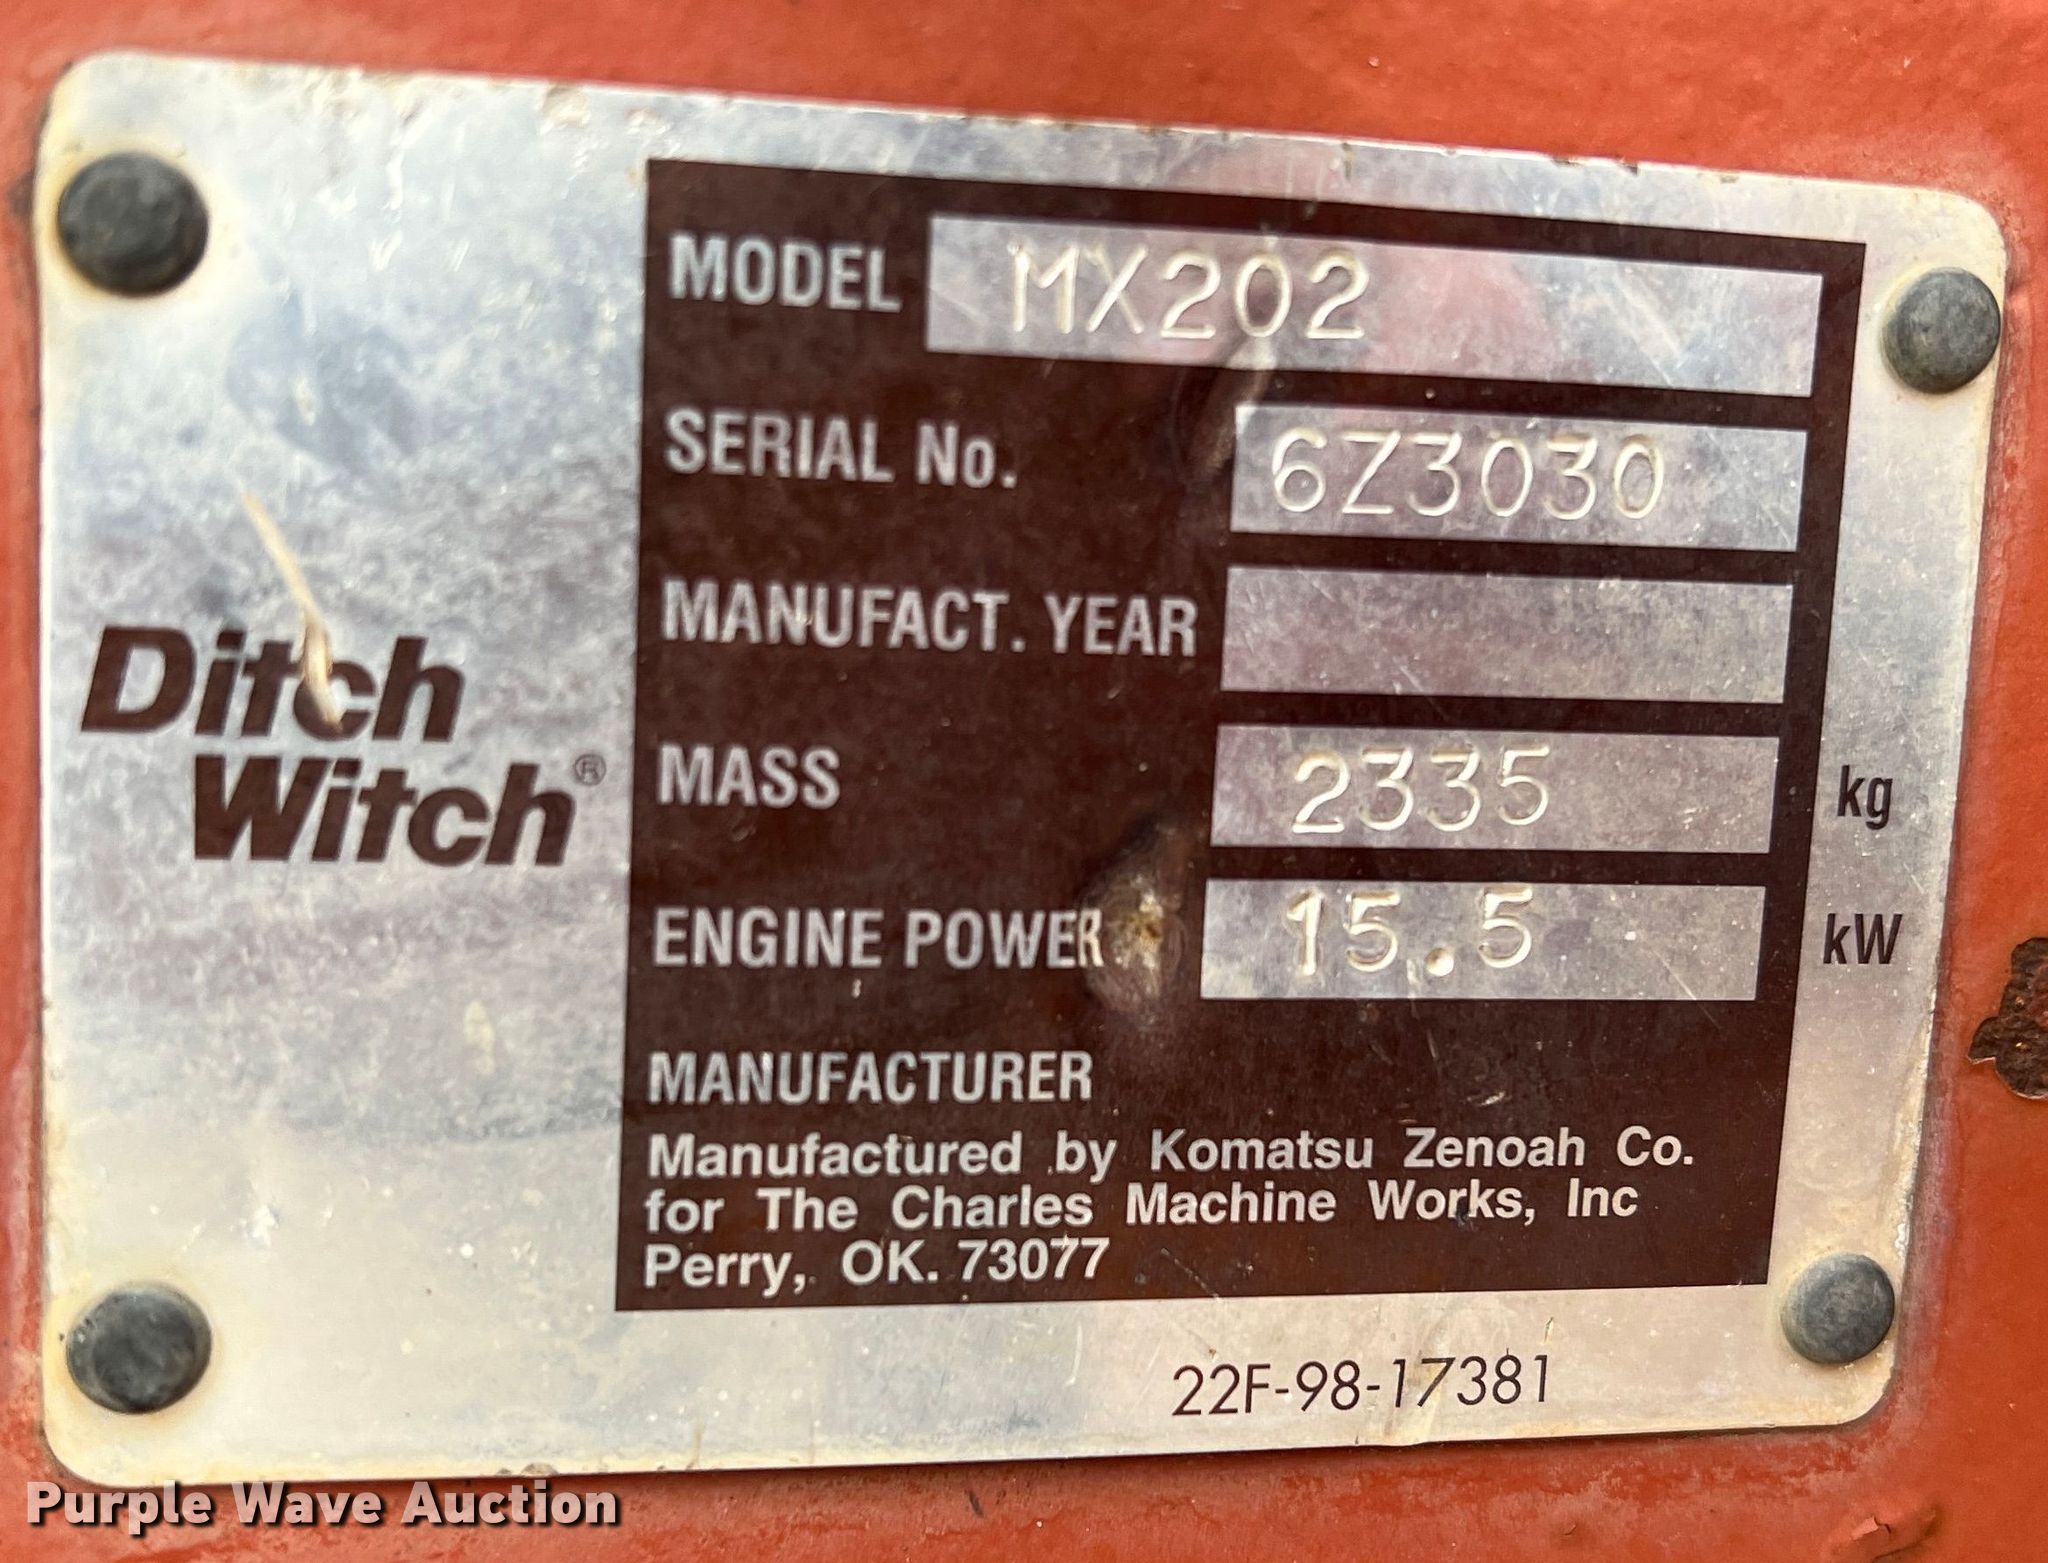 MODEL MX202
SERIAL No. 6Z3030
MANUFACT. YEAR
MASS 2335 kg
ENGINE POWER 15.5 kW
MANUFACTURER
Manufactured by Komatsu Zenoah Co.
for The Charles Machine Works, Inc
Perry, OK. 73077
Ditch
Witch®
22F-98-17381
Purple Wave Auction